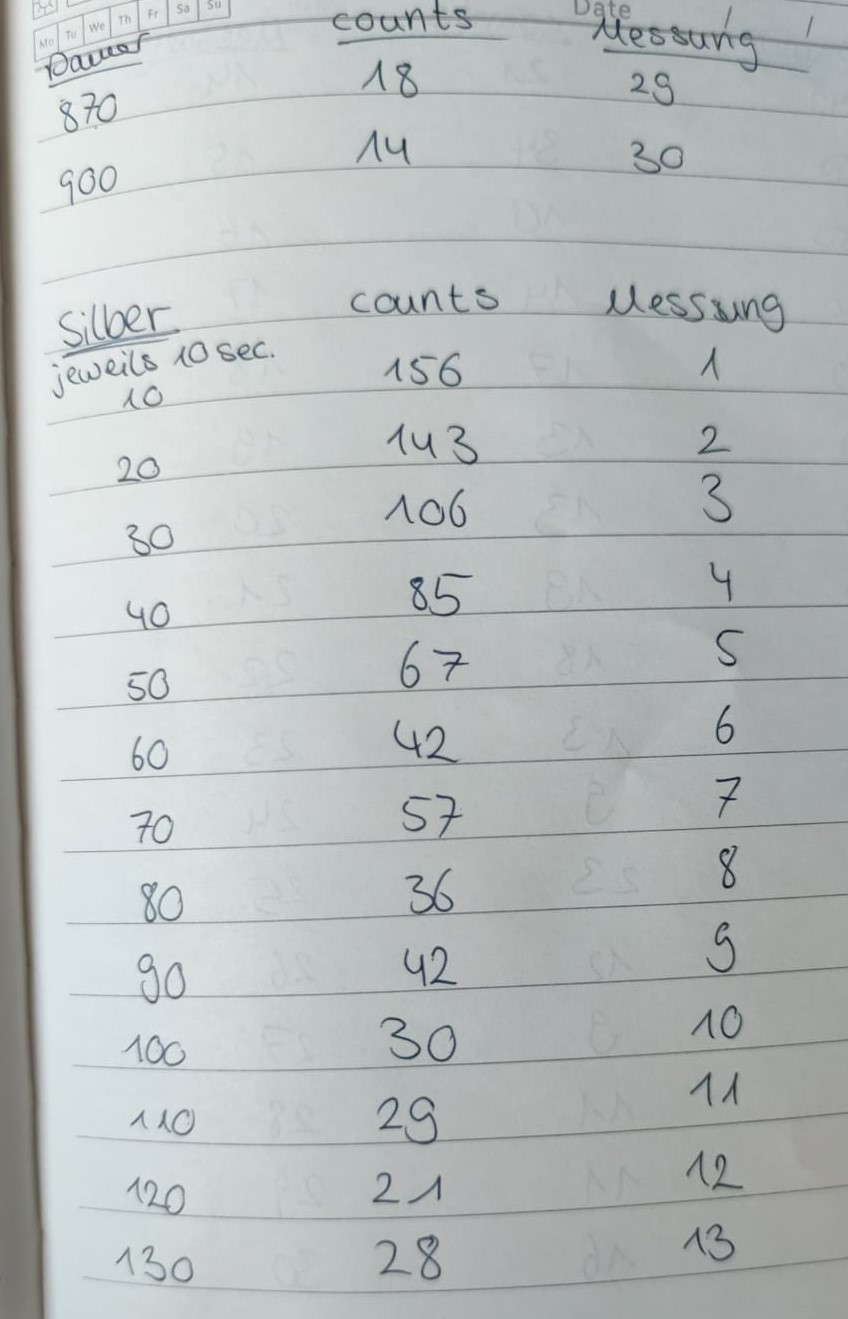 Mo Tu We Th Fr Sa Su
Date / /
Dauer counts Messung
870 18 29
900 14 30
Silber counts Messung
jeweils 10 sec.
10 156 1
20 143 2
30 106 3
40 85 4
50 67 5
60 42 6
70 57 7
80 36 8
90 42 9
100 30 10
110 29 11
120 21 12
130 28 13